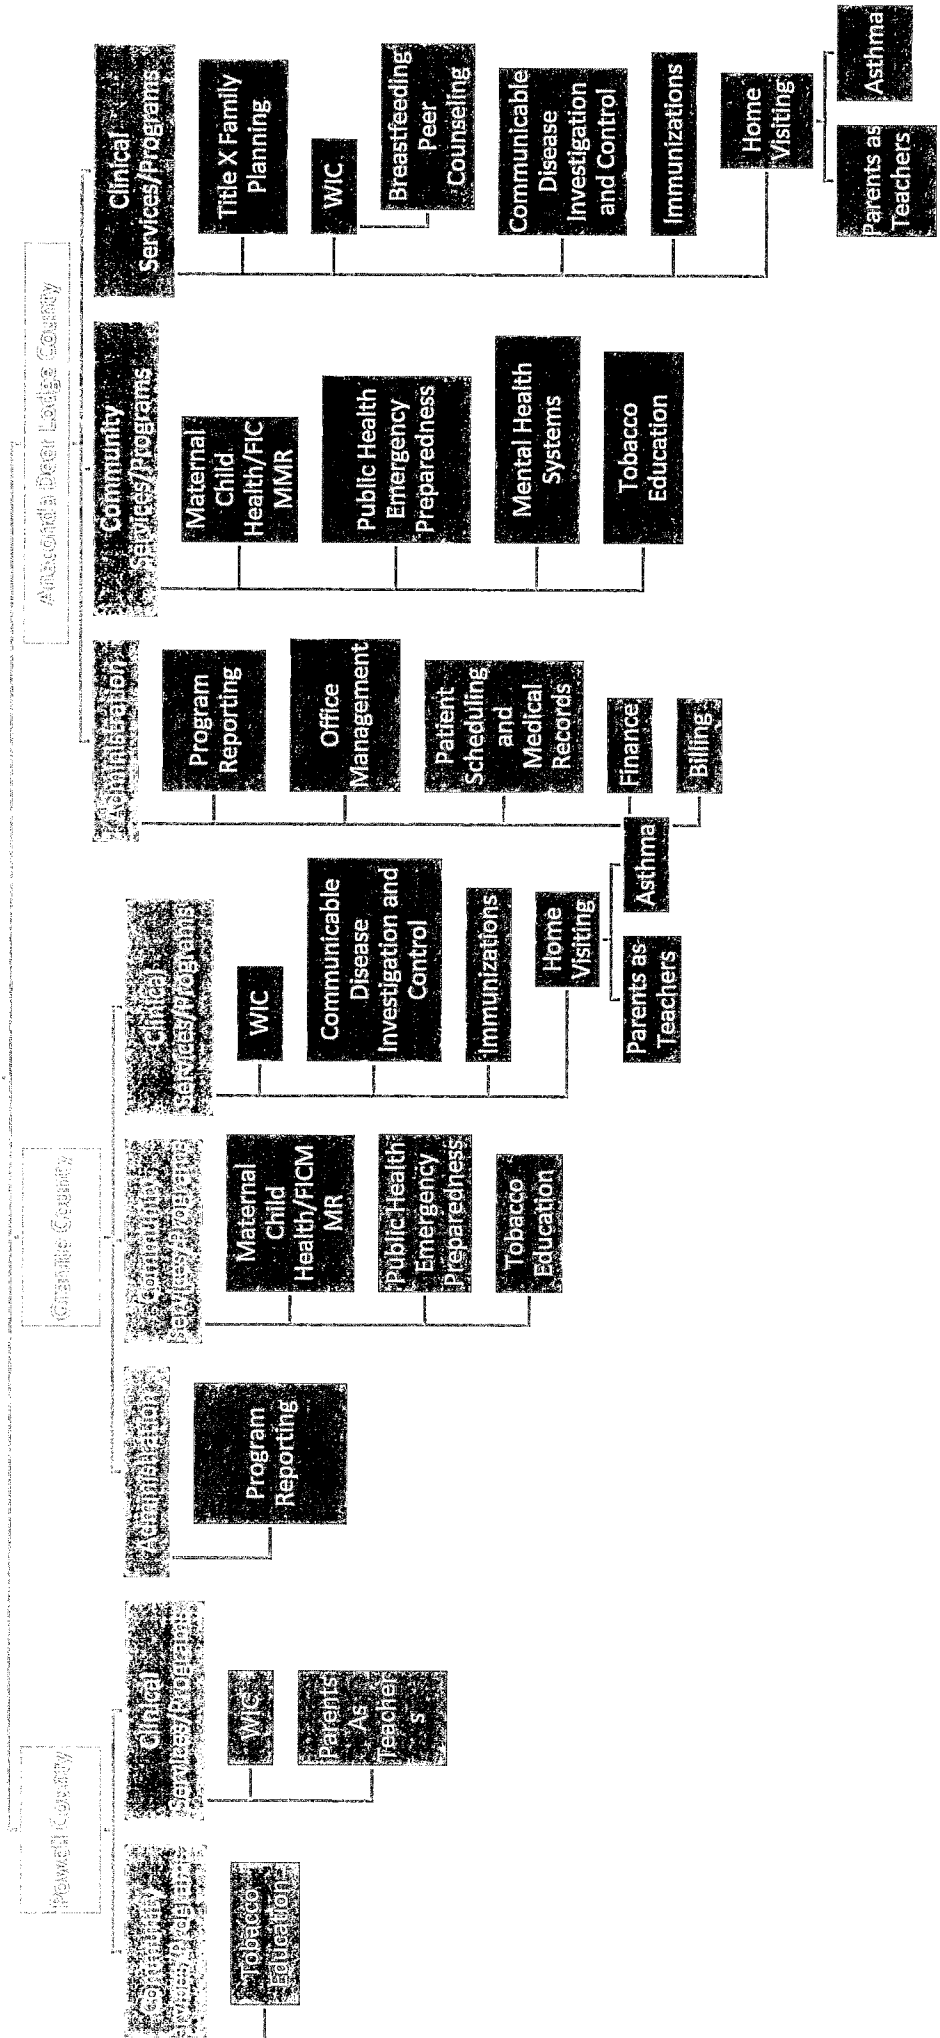 Powell County
Community
Services/Programs
Tobacco
Education
Clinical
Services/Programs
WIC
Parents
As
Teacher
s
Granite County
Administration
Program
Reporting
Community
Services/Programs
Maternal
Child
Health/FICM
MR
Public Health
Emergency
Preparedness
Tobacco
Education
Clinical
Services/Programs
WIC
Communicable
Disease
Investigation and
Control
Immunizations
Home
Visiting
Parents as
Teachers
Asthma
Anaconda Deer Lodge County
Administration
Program
Reporting
Office
Management
Patient
Scheduling
and
Medical
Records
Finance
Billing
Community
Services/Programs
Maternal
Child
Health/FIC
MMR
Public Health
Emergency
Preparedness
Mental Health
Systems
Tobacco
Education
Clinical
Services/Programs
Title X Family
Planning
WIC
Breastfeeding
Peer
Counseling
Communicable
Disease
Investigation
and Control
Immunizations
Home
Visiting
Parents as
Teachers
Asthma